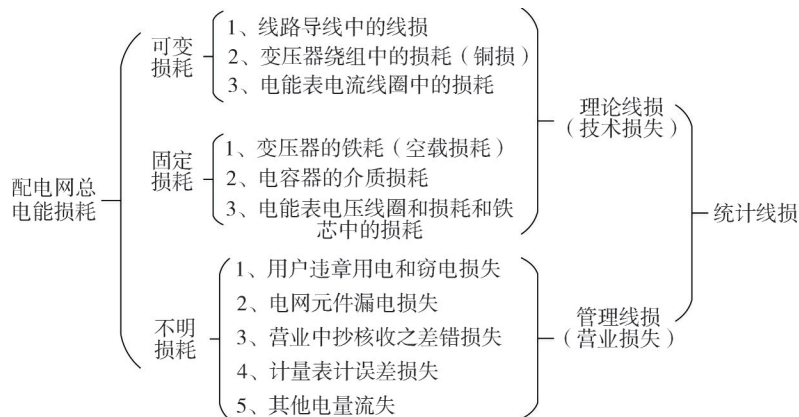 配电网总
电能损耗
可变
损耗
1、线路导线中的线损
2、变压器绕组中的损耗（铜损）
3、电能表电流线圈中的损耗
固定
损耗
1、变压器的铁耗（空载损耗）
2、电容器的介质损耗
3、电能表电压线圈和损耗和铁
芯中的损耗
不明
损耗
1、用户违章用电和窃电损失
2、电网元件漏电损失
3、营业中抄核收之差错损失
4、计量表计误差损失
5、其他电量流失
理论线损
（技术损失）
管理线损
（营业损失）
统计线损